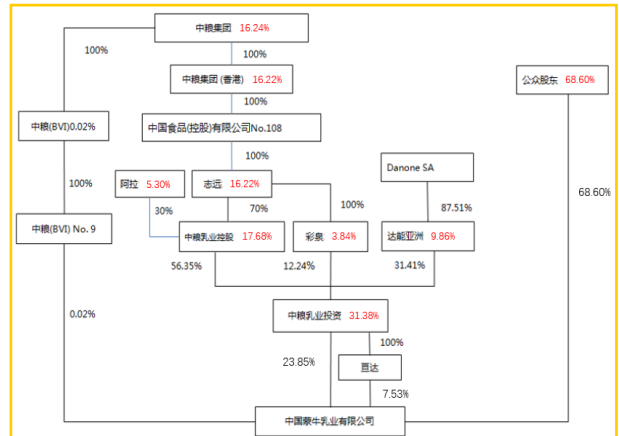 中粮集团 16.24%
100%
100%
中粮集团 (香港) 16.22%
公众股东 68.60%
100%
中粮(BVI)0.02%
中国食品(控股)有限公司No.108
100%
Danone SA
阿拉 5.30%
志远 16.22%
100%
100%
87.51%
68.60%
30%
70%
中粮(BVI) No. 9
中粮乳业控股 17.68%
彩泉 3.84%
达能亚洲 9.86%
56.35%
12.24%
31.41%
0.02%
中粮乳业投资 31.38%
100%
23.85%
亘达
7.53%
中国蒙牛乳业有限公司